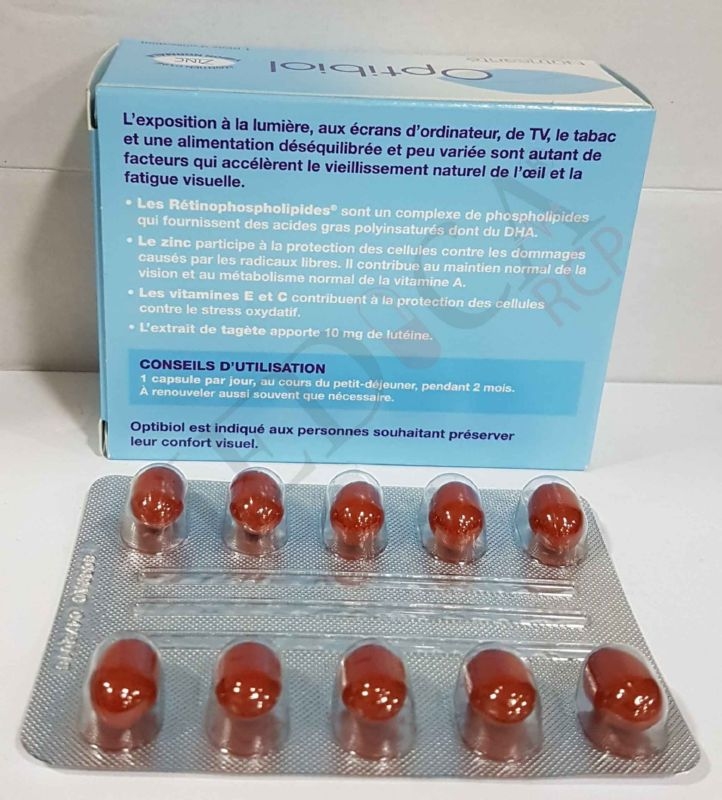 nutrisanté
Optibiol
ZINC
L'exposition à la lumière, aux écrans d'ordinateur, de TV, le tabac
et une alimentation déséquilibrée et peu variée sont autant de
facteurs qui accélèrent le vieillissement naturel de l'œil et la
fatigue visuelle.
• Les Rétinophospholipides® sont un complexe de phospholipides
qui fournissent des acides gras polyinsaturés dont du DHA.
• Le zinc participe à la protection des cellules contre les dommages
causés par les radicaux libres. Il contribue au maintien normal de la
vision et au métabolisme normal de la vitamine A.
• Les vitamines E et C contribuent à la protection des cellules
contre le stress oxydatif.
• L'extrait de tagète apporte 10 mg de lutéine.
CONSEILS D'UTILISATION
1 capsule par jour, au cours du petit-déjeuner, pendant 2 mois.
À renouveler aussi souvent que nécessaire.
Optibiol est indiqué aux personnes souhaitant préserver
leur confort visuel.
MEDICA
RCP